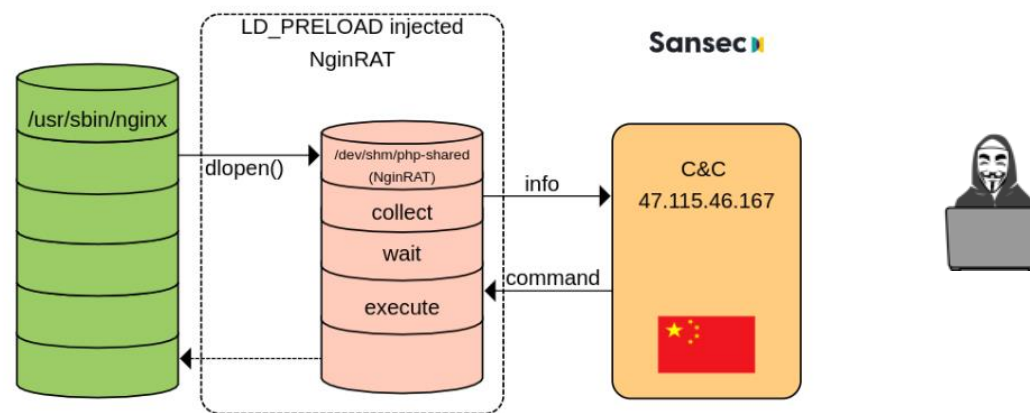 LD_PRELOAD injected
NginRAT
Sansec
/usr/sbin/nginx
dlopen()
/dev/shm/php-shared
(NginRAT)
collect
wait
execute
info
command
C&C
47.115.46.167